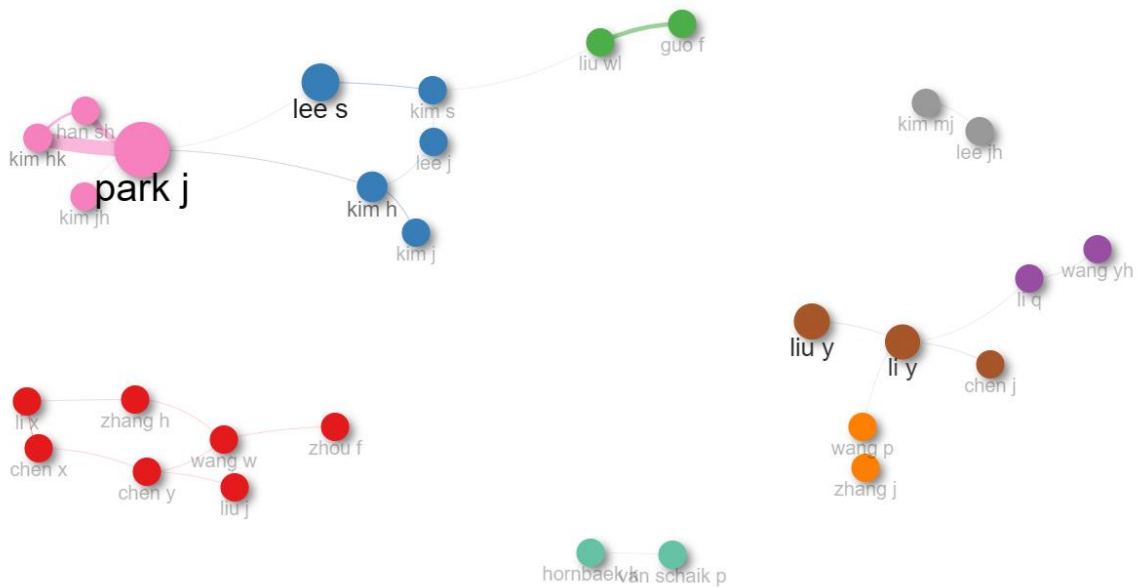 guo f
liu wl
lee s
kim s
han sh
kim hk
park j
kim jh
lee j
kim h
kim j
kim mj
lee jh
wang yh
li q
liu y
li y
chen j
wang p
zhang j
li x
zhang h
chen x
wang w
zhou f
chen y
liu j
hornbaek k
van schaik p